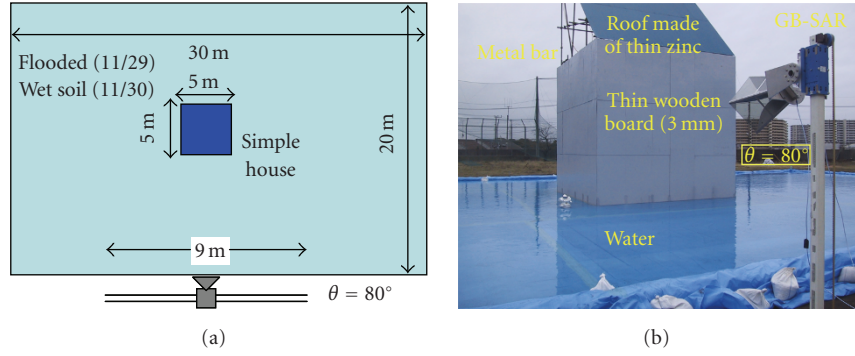 Flooded (11/29)
Wet soil (11/30)
30 m
5 m
5 m
Simple
house
20 m
9 m
θ = 80°
(a)
Roof made
of thin zinc
GB-SAR
Metal bar
Thin wooden
board (3 mm)
θ = 80°
Water
(b)